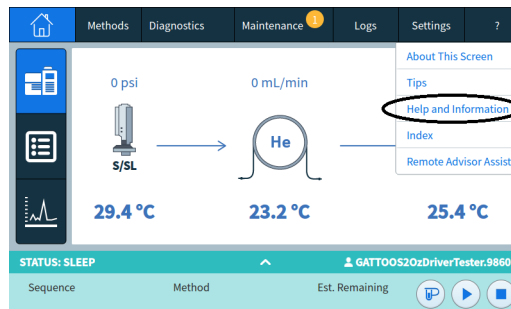 Methods Diagnostics Maintenance 1 Logs Settings ?
About This Screen
Tips
Help and Information
Index
Remote Advisor Assist
0 psi 0 mL/min
He
S/SL
29.4 °C 23.2 °C 25.4 °C
STATUS: SLEEP GATTOOS2OzDriverTester.9860
Sequence Method Est. Remaining
P